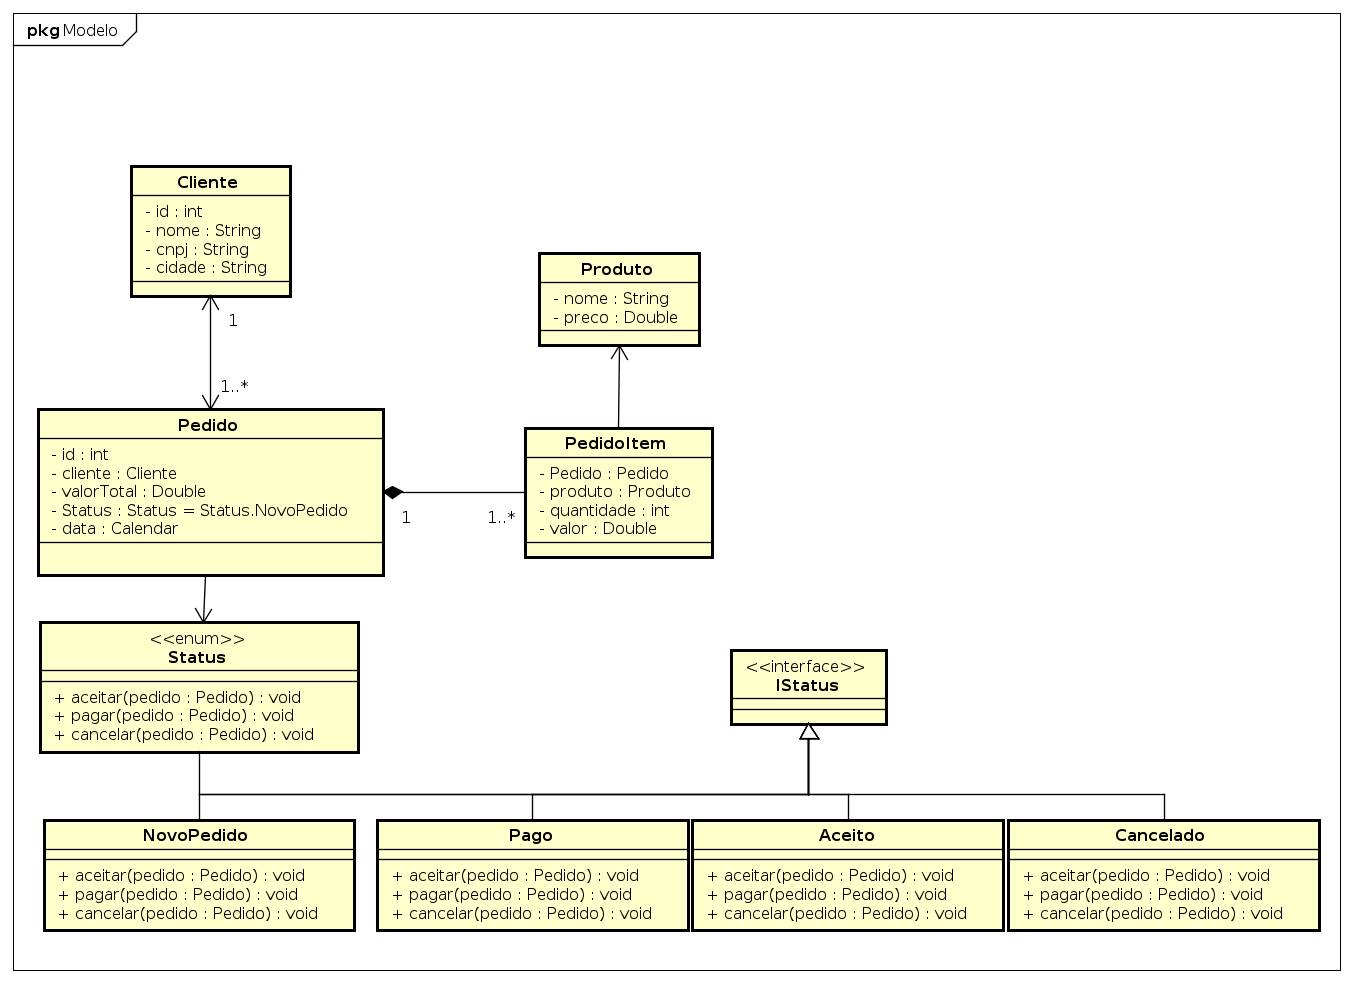 pkg Modelo
Cliente
- id : int
- nome : String
- cnpj : String
- cidade : String
1
1..*
Produto
- nome : String
- preco : Double
Pedido
- id : int
- cliente : Cliente
- valorTotal : Double
- Status : Status = Status.NovoPedido
- data : Calendar
1
1..*
PedidoItem
- Pedido : Pedido
- produto : Produto
- quantidade : int
- valor : Double
<<enum>>
Status
+ aceitar(pedido : Pedido) : void
+ pagar(pedido : Pedido) : void
+ cancelar(pedido : Pedido) : void
<<interface>>
IStatus
NovoPedido
+ aceitar(pedido : Pedido) : void
+ pagar(pedido : Pedido) : void
+ cancelar(pedido : Pedido) : void
Pago
+ aceitar(pedido : Pedido) : void
+ pagar(pedido : Pedido) : void
+ cancelar(pedido : Pedido) : void
Aceito
+ aceitar(pedido : Pedido) : void
+ pagar(pedido : Pedido) : void
+ cancelar(pedido : Pedido) : void
Cancelado
+ aceitar(pedido : Pedido) : void
+ pagar(pedido : Pedido) : void
+ cancelar(pedido : Pedido) : void